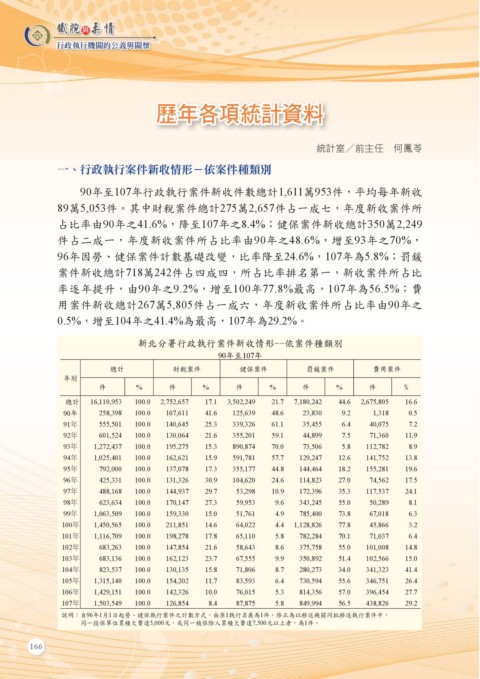 鐵腕與柔情
行政執行機關的公義與關懷
歷年各項統計資料
統計室／前主任　何鳳苓
一、行政執行案件新收情形－依案件種類別
90年至107年行政執行案件新收件數總計1,611萬953件，平均每年新收
89萬5,053件。其中財稅案件總計275萬2,657件占一成七，年度新收案件所
占比率由90年之41.6%，降至107年之8.4%；健保案件新收總計350萬2,249
件占二成一，年度新收案件所占比率由90年之48.6%，增至93年之70%，
96年因勞、健保案件計數基礎改變，比率降至24.6%，107年為5.8%；罰鍰
案件新收總計718萬242件占四成四，所占比率排名第一，新收案件所占比
率逐年提升，由90年之9.2%，增至100年77.8%最高，107年為56.5%；費
用案件新收總計267萬5,805件占一成六，年度新收案件所占比率由90年之
0.5%，增至104年之41.4%為最高，107年為29.2%。
新北分署行政執行案件新收情形--依案件種類別
90年至107年
年別 總計 財稅案件 健保案件 罰鍰案件 費用案件
件 % 件 % 件 % 件 % 件 %
總計 16,110,953 100.0 2,752,657 17.1 3,502,249 21.7 7,180,242 44.6 2,675,805 16.6
90年 258,398 100.0 107,611 41.6 125,639 48.6 23,830 9.2 1,318 0.5
91年 555,501 100.0 140,645 25.3 339,326 61.1 35,455 6.4 40,075 7.2
92年 601,524 100.0 130,064 21.6 355,201 59.1 44,899 7.5 71,360 11.9
93年 1,272,437 100.0 195,275 15.3 890,874 70.0 73,506 5.8 112,782 8.9
94年 1,025,401 100.0 162,621 15.9 591,781 57.7 129,247 12.6 141,752 13.8
95年 792,000 100.0 137,078 17.3 355,177 44.8 144,464 18.2 155,281 19.6
96年 425,331 100.0 131,326 30.9 104,620 24.6 114,823 27.0 74,562 17.5
97年 488,168 100.0 144,937 29.7 53,298 10.9 172,396 35.3 117,537 24.1
98年 623,634 100.0 170,147 27.3 59,953 9.6 343,245 55.0 50,289 8.1
99年 1,063,509 100.0 159,330 15.0 51,761 4.9 785,400 73.8 67,018 6.3
100年 1,450,565 100.0 211,851 14.6 64,022 4.4 1,128,826 77.8 45,866 3.2
101年 1,116,709 100.0 198,278 17.8 65,110 5.8 782,284 70.1 71,037 6.4
102年 683,263 100.0 147,854 21.6 58,643 8.6 375,758 55.0 101,008 14.8
103年 683,136 100.0 162,123 23.7 67,555 9.9 350,892 51.4 102,566 15.0
104年 823,537 100.0 130,135 15.8 71,806 8.7 280,273 34.0 341,323 41.4
105年 1,315,140 100.0 154,202 11.7 83,593 6.4 730,594 55.6 346,751 26.4
106年 1,429,151 100.0 142,326 10.0 76,015 5.3 814,356 57.0 396,454 27.7
107年 1,503,549 100.0 126,854 8.4 87,875 5.8 849,994 56.5 438,826 29.2
說明：自96年1月1日起勞、健保執行案件之計數方式，由原1執行名義為1件，修正為以移送機關同批移送執行案件中，
同一投保單位累積欠費達5,000元，或同一被保險人累積欠費達7,500元以上者，為1件。
166